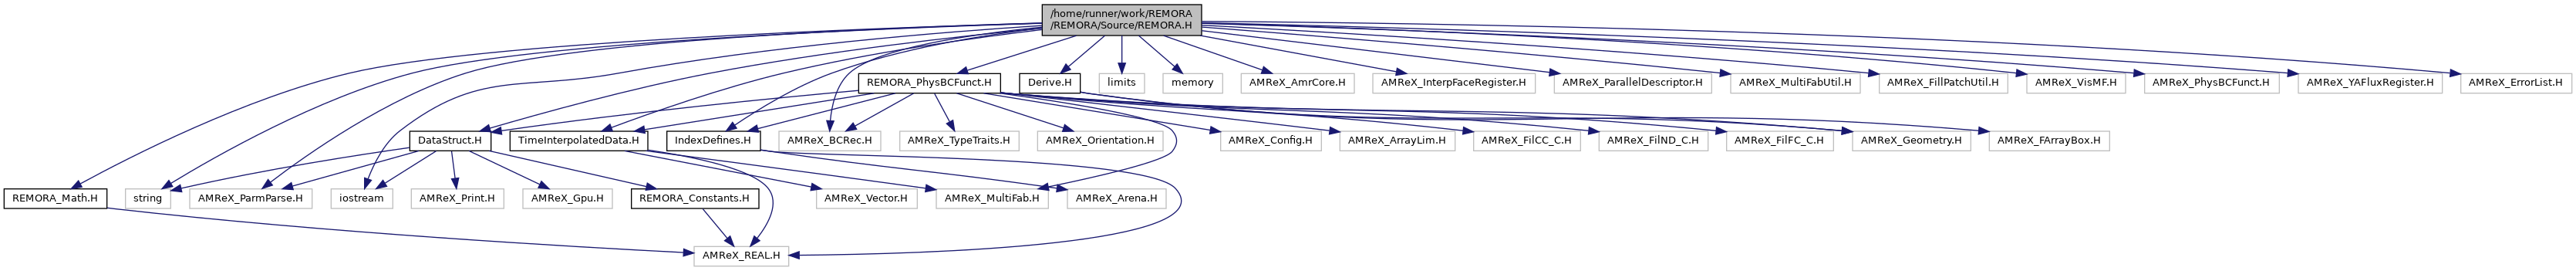 /home/runner/work/REMORA
/REMORA/Source/REMORA.H
REMORA_PhysBCFunct.H
Derive.H
limits
memory
AMReX_AmrCore.H
AMReX_InterpFaceRegister.H
AMReX_ParallelDescriptor.H
AMReX_MultiFabUtil.H
AMReX_FillPatchUtil.H
AMReX_VisMF.H
AMReX_PhysBCFunct.H
AMReX_YAFluxRegister.H
AMReX_ErrorList.H
DataStruct.H
TimeInterpolatedData.H
IndexDefines.H
AMReX_BCRec.H
AMReX_TypeTraits.H
AMReX_Orientation.H
AMReX_Config.H
AMReX_ArrayLim.H
AMReX_FilCC_C.H
AMReX_FilND_C.H
AMReX_FilFC_C.H
AMReX_Geometry.H
AMReX_FArrayBox.H
REMORA_Math.H
string
AMReX_ParmParse.H
iostream
AMReX_Print.H
AMReX_Gpu.H
REMORA_Constants.H
AMReX_Vector.H
AMReX_MultiFab.H
AMReX_Arena.H
AMReX_REAL.H